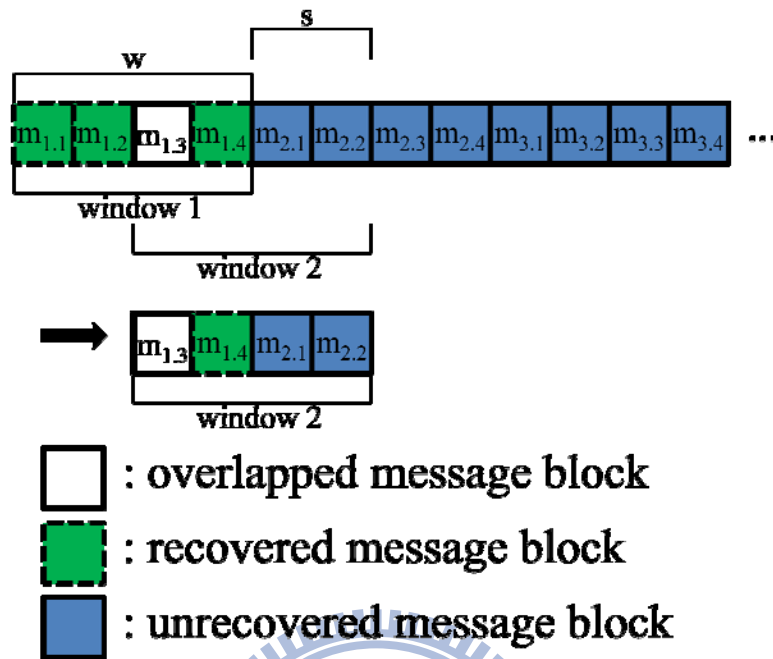 s
w
m1.1 m1.2 m1.3 m1.4 m2.1 m2.2 m2.3 m2.4 m3.1 m3.2 m3.3 m3.4 ...
window 1
window 2
m1.3 m1.4 m2.1 m2.2
window 2
: overlapped message block
: recovered message block
: unrecovered message block